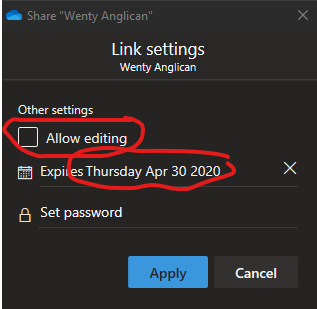 Share "Wenty Anglican"
Link settings
Wenty Anglican
Other settings
Allow editing
Expires Thursday Apr 30 2020
Set password
Apply Cancel